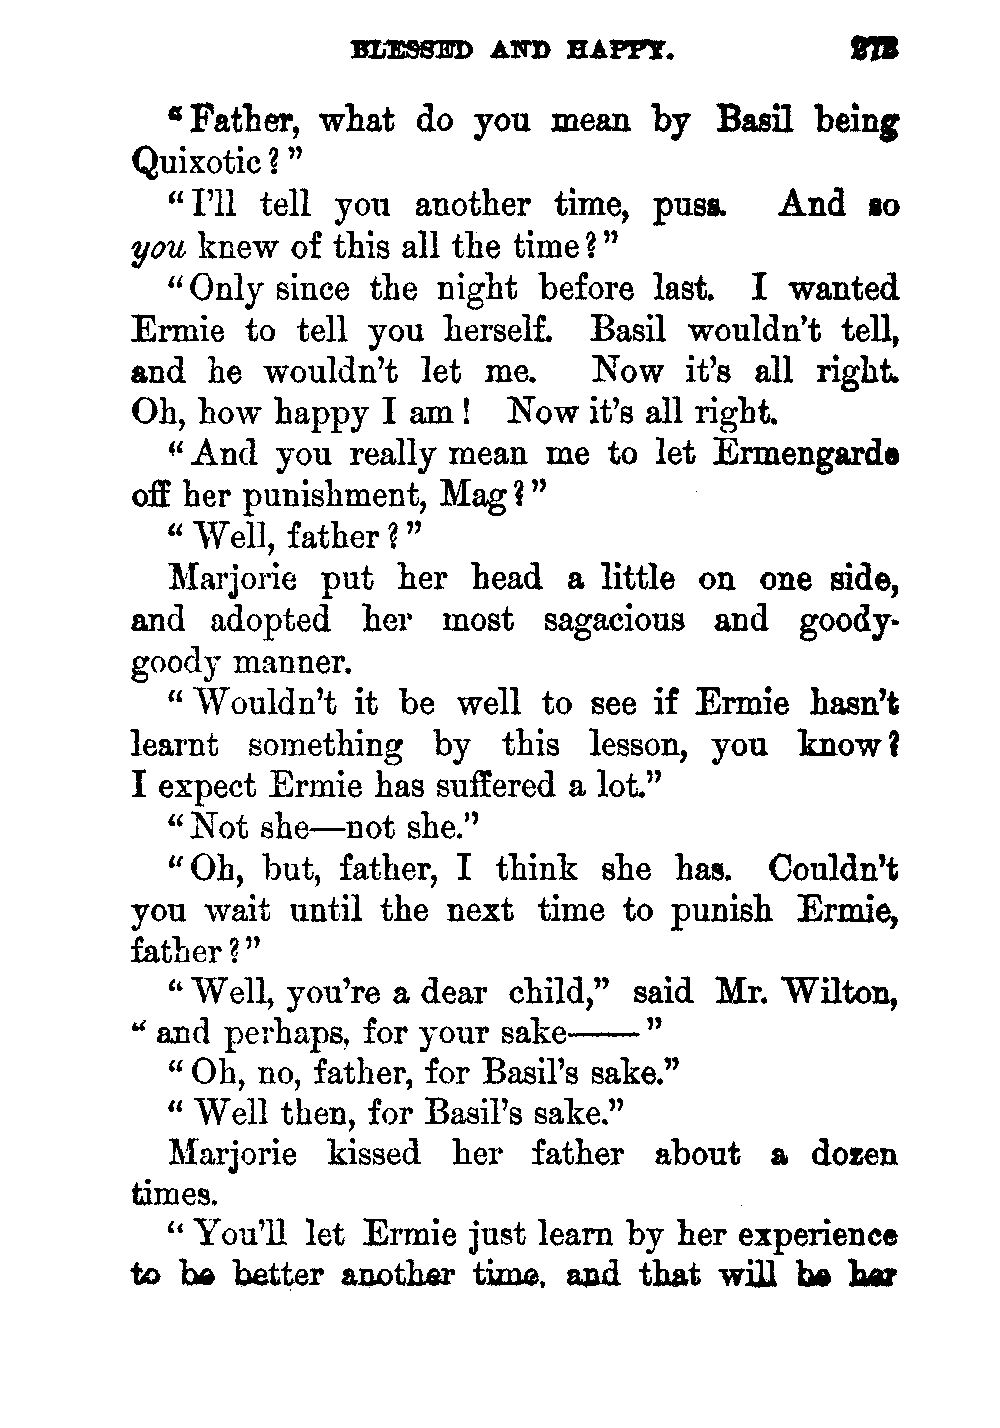 BLESSED AND HAPPY. 273
“Father, what do you mean by Basil being
Quixotic?”
“I’ll tell you another time, puss. And so
you knew of this all the time?”
“Only since the night before last. I wanted
Ermie to tell you herself. Basil wouldn’t tell,
and he wouldn’t let me. Now it’s all right.
Oh, how happy I am! Now it’s all right.
“And you really mean me to let Ermengarde
off her punishment, Mag?”
“Well, father?”
Marjorie put her head a little on one side,
and adopted her most sagacious and goody-
goody manner.
“Wouldn’t it be well to see if Ermie hasn’t
learnt something by this lesson, you know?
I expect Ermie has suffered a lot.”
“Not she—not she.”
“Oh, but, father, I think she has. Couldn’t
you wait until the next time to punish Ermie,
father?”
“Well, you’re a dear child,” said Mr. Wilton,
“and perhaps, for your sake——”
“Oh, no, father, for Basil’s sake.”
“Well then, for Basil’s sake.”
Marjorie kissed her father about a dozen
times.
“You’ll let Ermie just learn by her experience
to be better another time, and that will be her